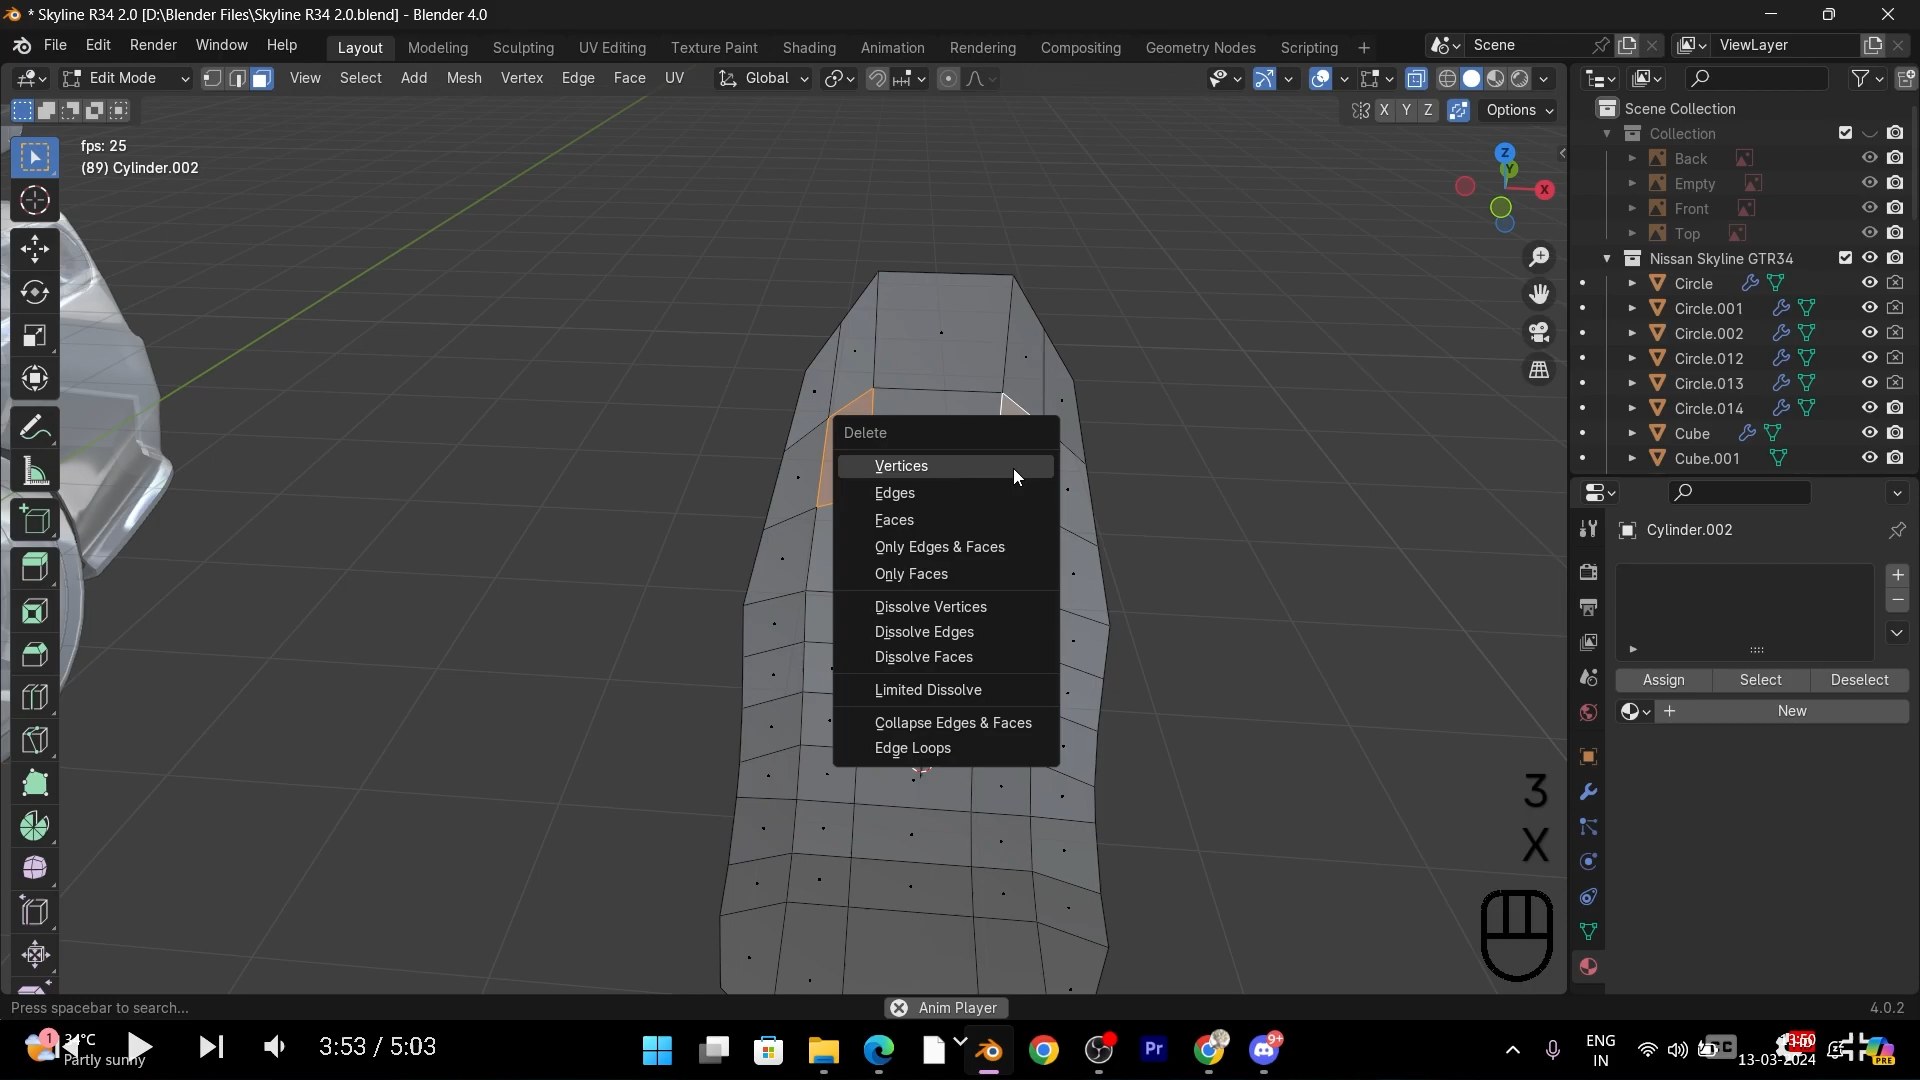 * Skyline R34 2.0 [D:\Blender Files\Skyline R34 2.0.blend] - Blender 4.0
File Edit Render Window Help Layout Modeling Sculpting UV Editing Texture Paint Shading Animation Rendering Compositing Geometry Nodes Scripting + Scene ViewLayer
Edit Mode View Select Add Mesh Vertex Edge Face UV Global
X Y Z Options
fps: 25
(89) Cylinder.002
Z
Y
X
Scene Collection
Collection
Back
Empty
Front
Top
Nissan Skyline GTR34
Circle
Circle.001
Circle.002
Circle.012
Circle.013
Circle.014
Cube
Cube.001
Delete
Vertices
Edges
Faces
Only Edges & Faces
Only Faces
Dissolve Vertices
Dissolve Edges
Dissolve Faces
Limited Dissolve
Collapse Edges & Faces
Edge Loops
Cylinder.002
Assign Select Deselect
New
3
X
Press spacebar to search... Anim Player 4.0.2
1
34°C
Partly sunny
3:53 / 5:03
Pr
9+
ENG
IN
13-03-2024
PRE